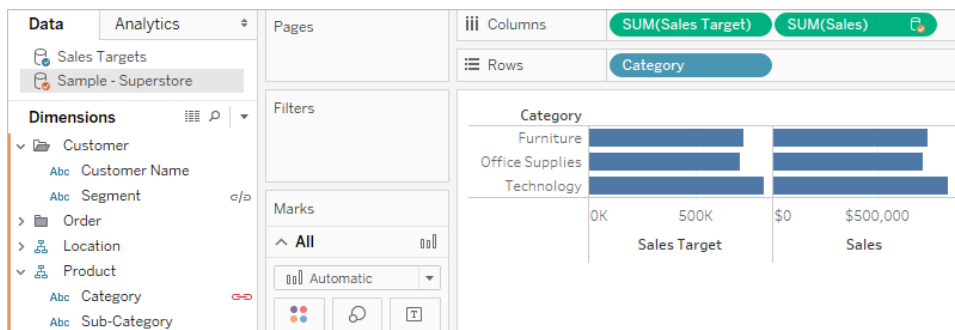 Data
Analytics
Sales Targets
Sample - Superstore
Dimensions
Customer
Abc Customer Name
Abc Segment
Order
Location
Product
Abc Category
Abc Sub-Category
Pages
Filters
Marks
All
Automatic
T
Columns SUM(Sales Target) SUM(Sales)
Rows Category
Category
Furniture
Office Supplies
Technology
0K 500K $0 $500,000
Sales Target Sales